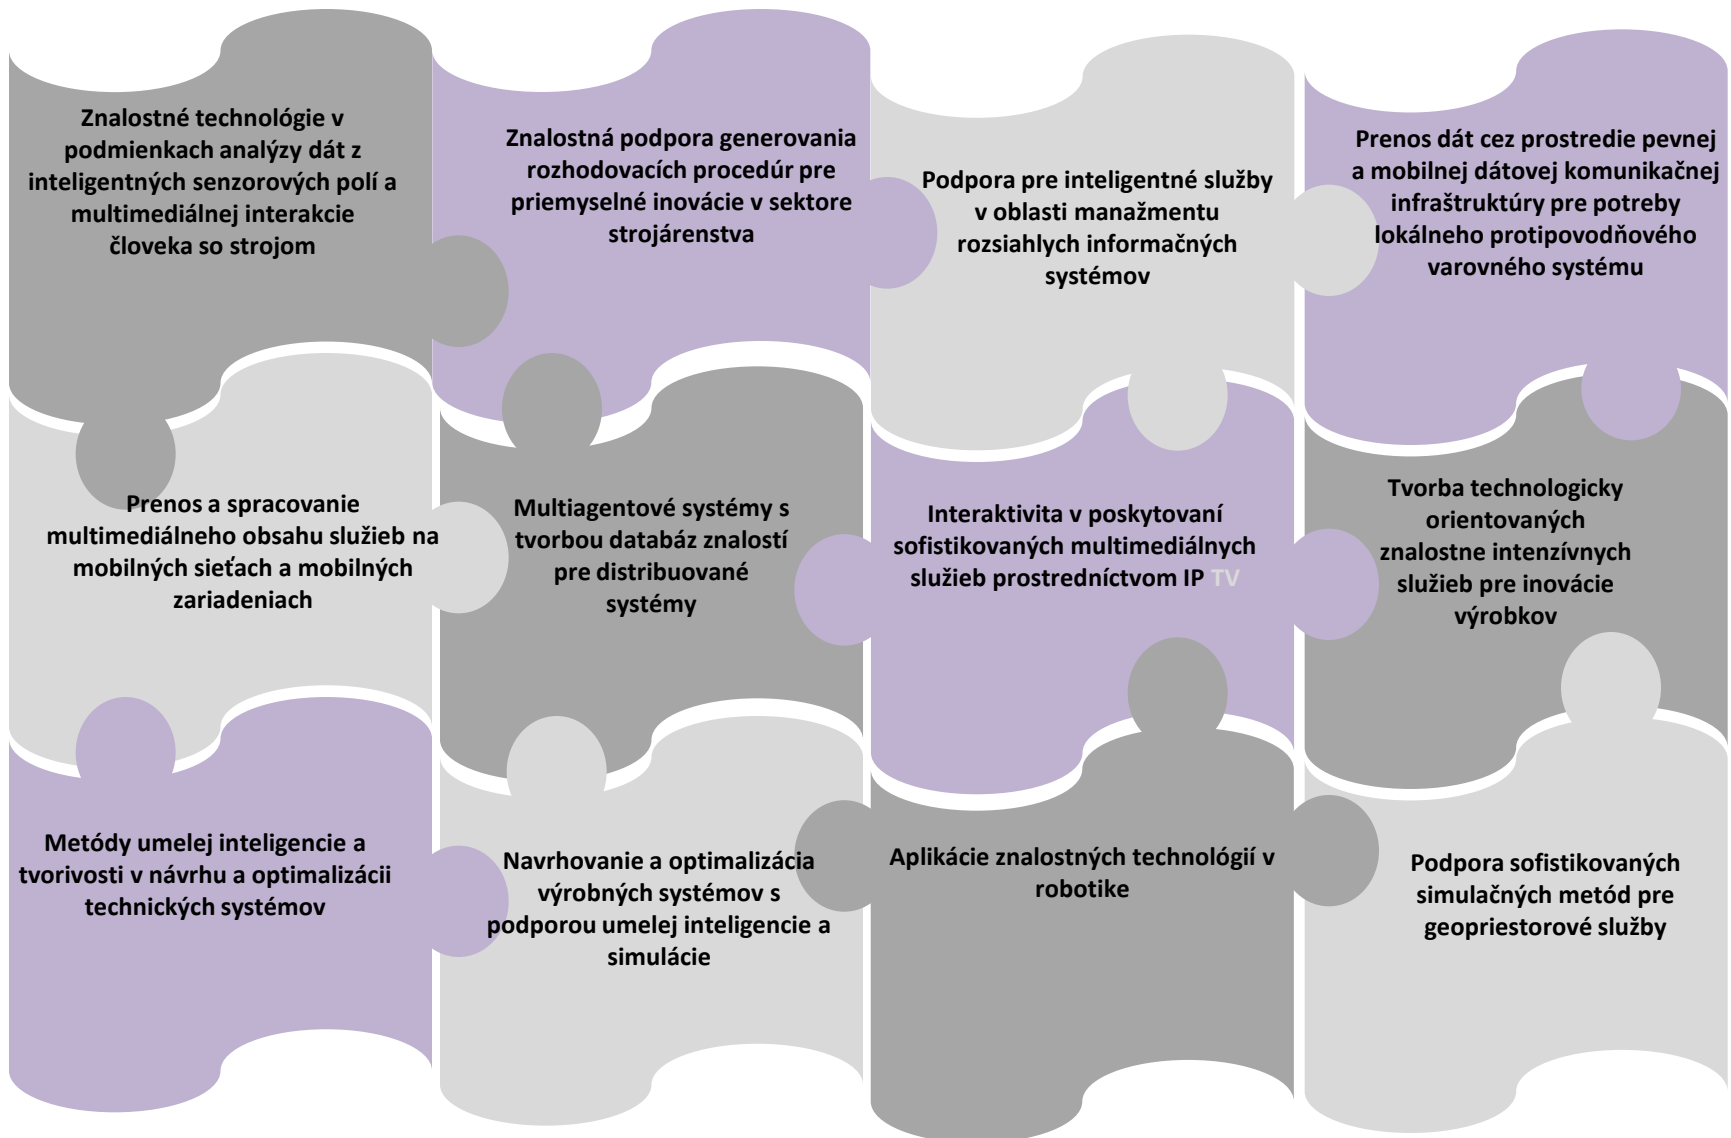 Znalostné technológie v
podmienkach analýzy dát z
inteligentných senzorových polí a
multimediálnej interakcie
človeka so strojom
Znalostná podpora generovania
rozhodovacích procedúr pre
priemyselné inovácie v sektore
strojárenstva
Podpora pre inteligentné služby
v oblasti manažmentu
rozsiahlych informačných
systémov
Prenos dát cez prostredie pevnej
a mobilnej dátovej komunikačnej
infraštruktúry pre potreby
lokálneho protipovodňového
varovného systému
Prenos a spracovanie
multimediálneho obsahu služieb na
mobilných sieťach a mobilných
zariadeniach
Multiagentové systémy s
tvorbou databáz znalostí
pre distribuované
systémy
Interaktivita v poskytovaní
sofistikovaných multimediálnych
služieb prostredníctvom IP TV
Tvorba technologicky
orientovaných
znalostne intenzívnych
služieb pre inovácie
výrobkov
Metódy umelej inteligencie a
tvorivosti v návrhu a optimalizácii
technických systémov
Navrhovanie a optimalizácia
výrobných systémov s
podporou umelej inteligencie a
simulácie
Aplikácie znalostných technológií v
robotike
Podpora sofistikovaných
simulačných metód pre
geopriestorové služby